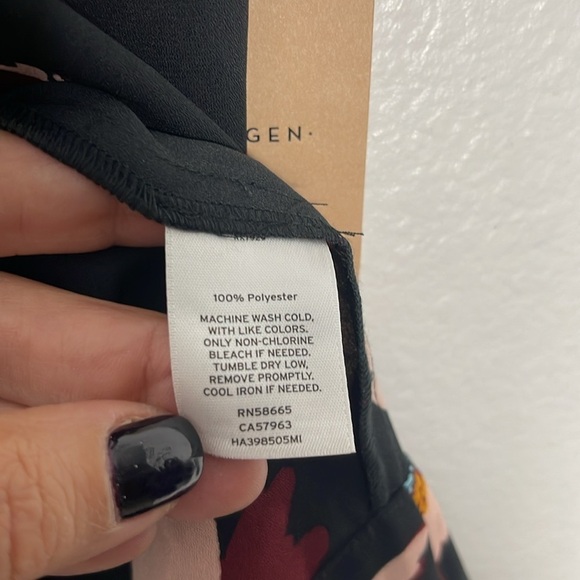 GEN·
100% Polyester
MACHINE WASH COLD,
WITH LIKE COLORS.
ONLY NON-CHLORINE
BLEACH IF NEEDED.
TUMBLE DRY LOW,
REMOVE PROMPTLY.
COOL IRON IF NEEDED.
RN58665
CA57963
HA398505MI